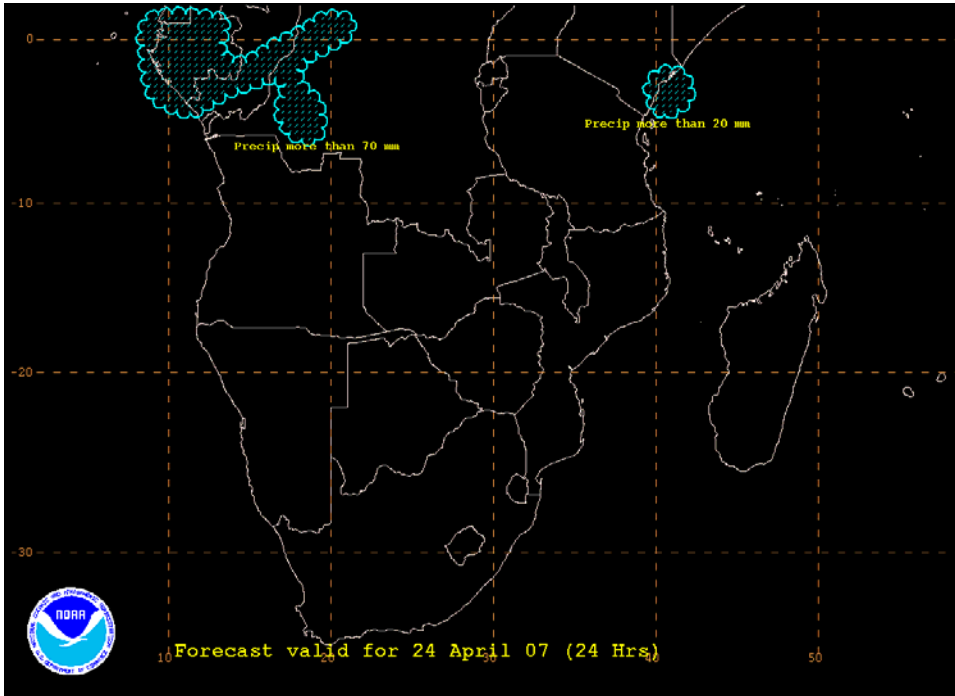 0
Precip more than 20 mm
Precip more than 70 mm
-10
-20
-30
NOAA
Forecast valid for 24 April 07 (24 Hrs)
10 30 40 50